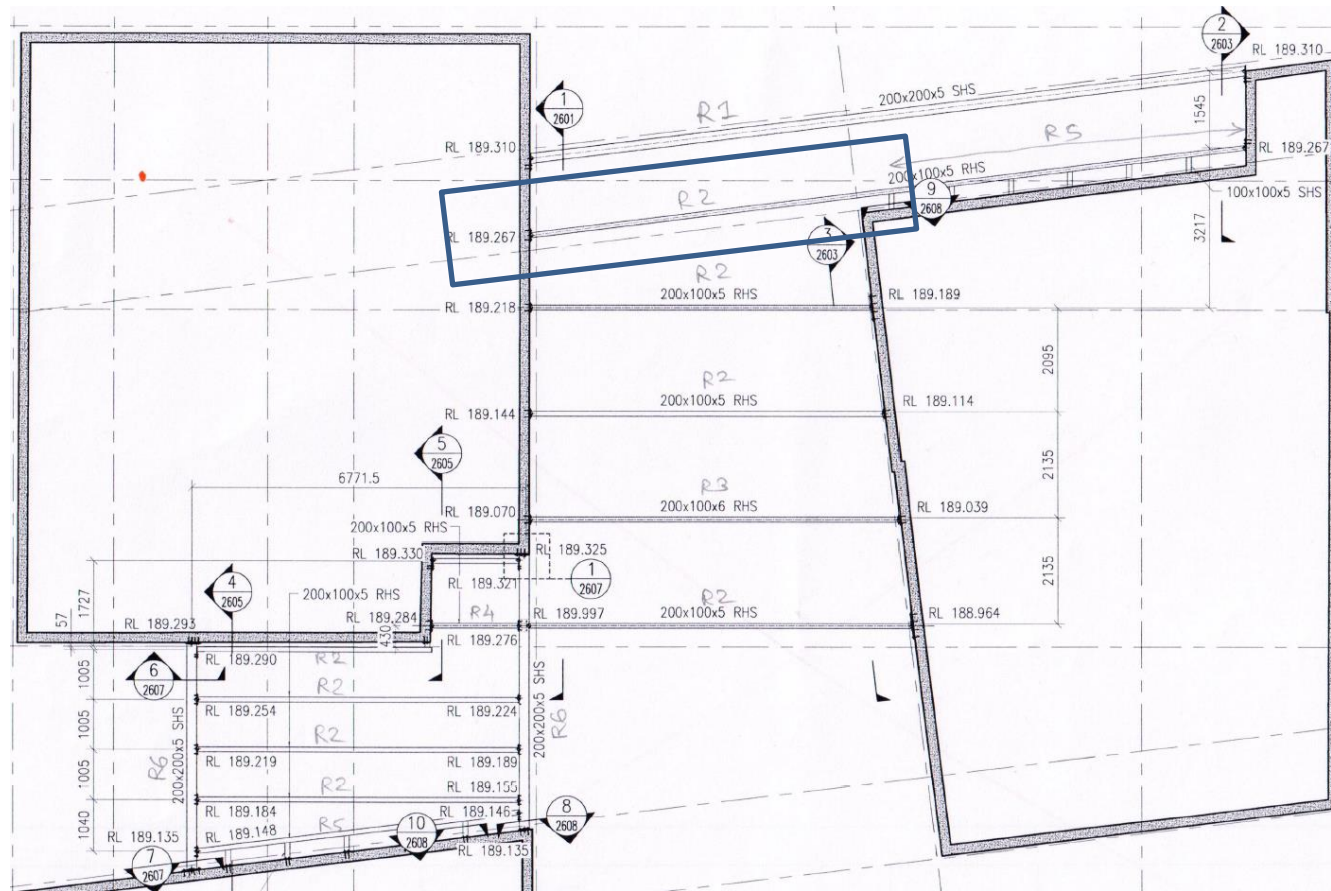 2
2603
RL 189.310
200x200x5 SHS
1
2601
R1
1545
RL 189.310
R5
RL 189.267
200x100x5 RHS
100x100x5 SHS
R2
9
2608
3217
RL 189.267
3
2603
R2
200x100x5 RHS
RL 189.189
RL 189.218
2095
R2
200x100x5 RHS
RL 189.114
RL 189.144
5
2605
2135
6771.5
R3
200x100x6 RHS
RL 189.039
RL 189.070
200x100x5 RHS
RL 189.330
RL 189.325
1
2607
2135
4
2605
RL 189.321
200x100x5 RHS
R2
200x100x5 RHS
1727
57
RL 189.293
RL 189.284
430
R4
RL 189.997
RL 188.964
RL 189.276
6
2607
RL 189.290
R2
1005
R2
RL 189.254
RL 189.224
200x200x5 SHS
R6
1005
R2
RL 189.219
RL 189.189
R6
200x200x5 SHS
1005
R2
RL 189.155
RL 189.184
1040
RL 189.135
RL 189.148
R5
10
2608
RL 189.146
8
2608
RL 189.135
7
2607